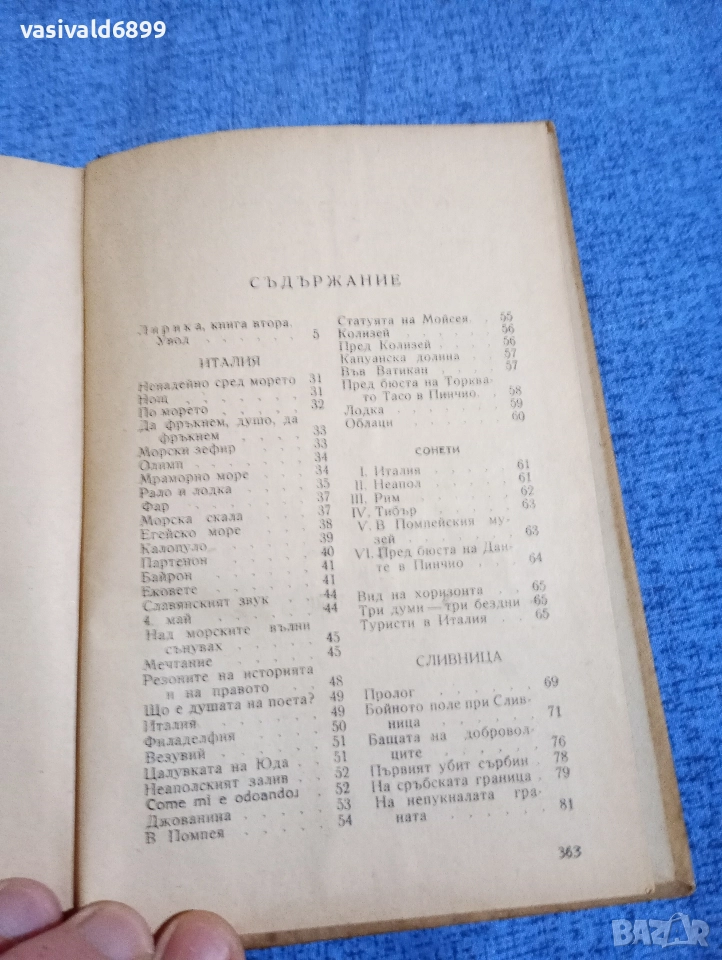 vasivald6899
СЪДЪРЖАНИЕ
Лирика, книга втора.
Увод . . . . . . 5
ИТАЛИЯ
Ненадейно сред морето 31
Нощ . . . . . . 31
По морето . . . . . 32
Да фръкнем, душо, да
фръкнем . . . . . 33
Морски зефир . . . . 33
Олимп . . . . . . 34
Мраморно море . . . 34
Рало и лодка . . . . 35
Фар . . . . . . 37
Морска скала . . . . 37
Егейско море . . . . 38
Калопуло . . . . . 39
Партенон . . . . . 40
Байрон . . . . . . 41
Ековете . . . . . 41
Славянският звук . . . 44
4. май . . . . . . 44
Над морските вълни
сънувах . . . . . 45
Мечтание . . . . . 45
Резоните на историята
и на правото . . . . 48
Що е душата на поета? 49
Италия . . . . . . 49
Филаделфия . . . . 50
Везувий . . . . . 51
Цалувката на Юда . . 51
Неаполският залив . . 52
Come mi e odoandoj 52
Джованина . . . . . 53
В Помпея . . . . . 54
Статуята на Мойсея . . 55
Колизей . . . . . 56
Пред Колизей . . . . 56
Капуанска долина . . . 57
Във Ватикан . . . . 57
Пред бюста на Торква-
то Тасо в Пинчио . . 58
Лодка . . . . . . 59
Облаци . . . . . . 60
СОНЕТИ
I. Италия . . . . 61
II. Неапол . . . . 61
III. Рим . . . . . 62
IV. Тибър . . . . . 63
V. В Помпейския му-
зей . . . . . . 63
VI. Пред бюста на Дан-
те в Пинчио . . . 64
Вид на хоризонта . . . 65
Три думи — три бездни 65
Туристи в Италия . . . 65
СЛИВНИЦА
Пролог . . . . . . 69
Бойното поле при Слив-
ница . . . . . . 71
Бащата на добровол-
ците . . . . . . 76
Първият убит сърбин . 78
На сръбската граница . 79
На непукналата гра-
ната . . . . . . 81
363
BAZAR